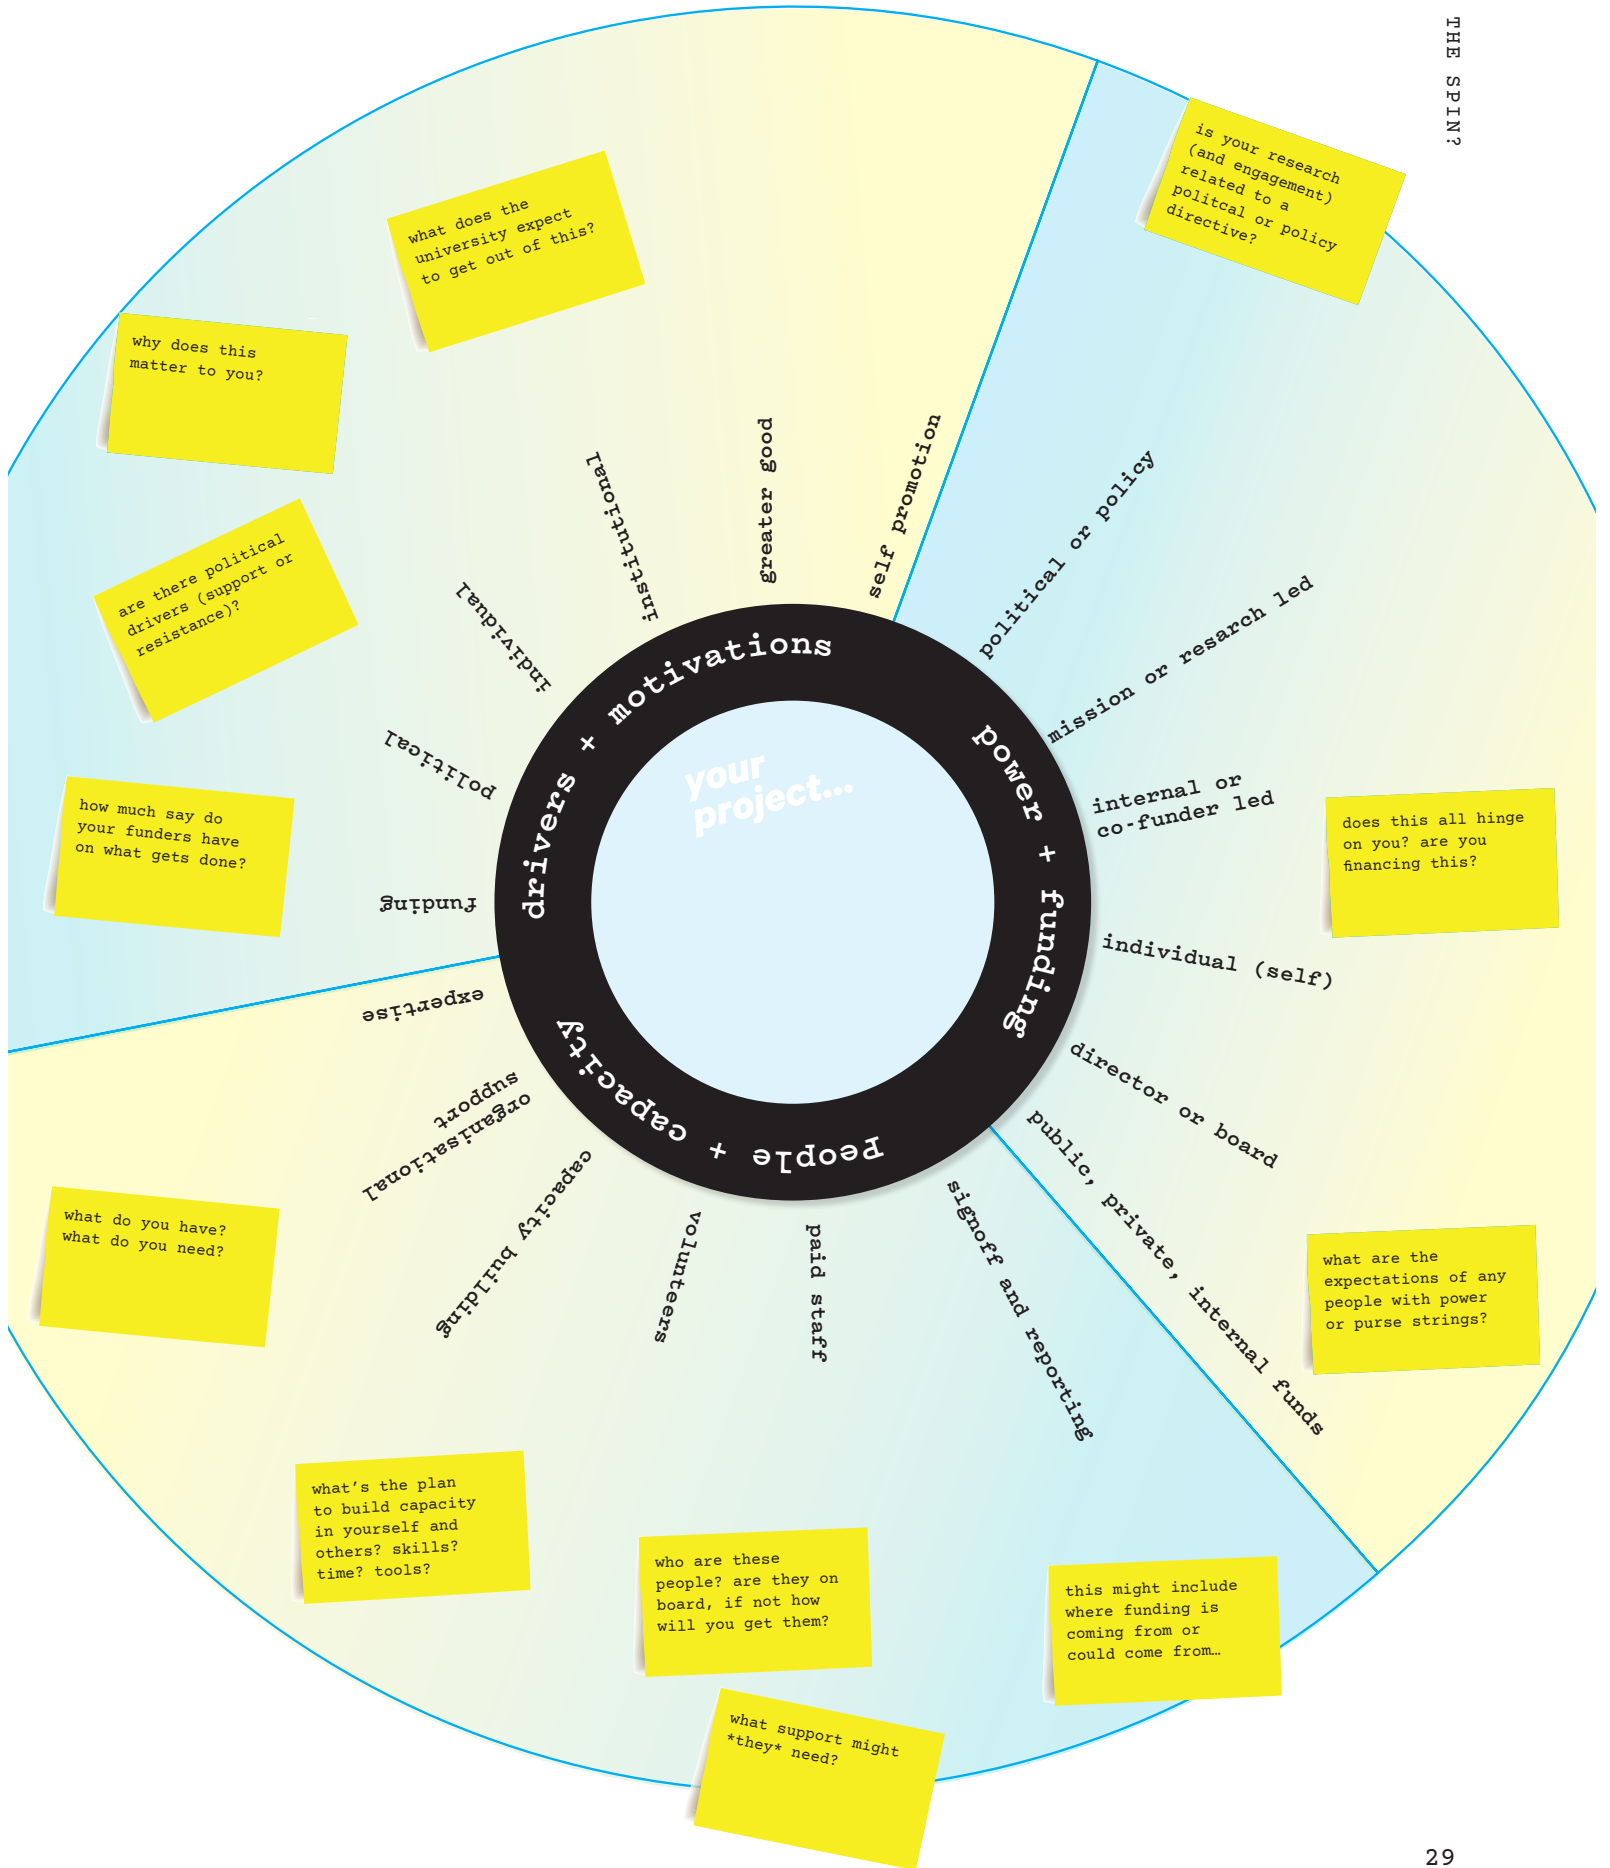 THE SPIN?
is your research
(and engagement)
related to a
politcal or policy
directive?
what does the
university expect
to get out of this?
why does this
matter to you?
are there political
drivers (support or
resistance)?
how much say do
your funders have
on what gets done?
funding
political
individual
institutional
greater good
self promotion
drivers + motivations
your
project...
power + funding
political or policy
mission or resarch led
internal or
co-funder led
individual (self)
director or board
public, private, internal funds
does this all hinge
on you? are you
financing this?
what are the
expectations of any
people with power
or purse strings?
People + capacity
signoff and reporting
paid staff
volunteers
capacity building
organisational
support
expertise
what do you have?
what do you need?
what's the plan
to build capacity
in yourself and
others? skills?
time? tools?
who are these
people? are they on
board, if not how
will you get them?
this might include
where funding is
coming from or
could come from…
what support might
*they* need?
29